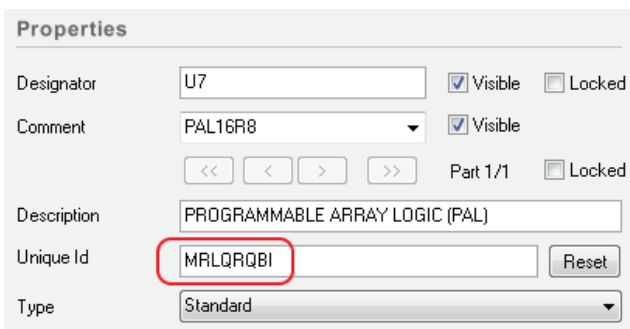 Properties
Designator U7 Visible Locked
Comment PAL16R8 Visible
<< < > >> Part 1/1 Locked
Description PROGRAMMABLE ARRAY LOGIC (PAL)
Unique Id MRLQRQBI Reset
Type Standard